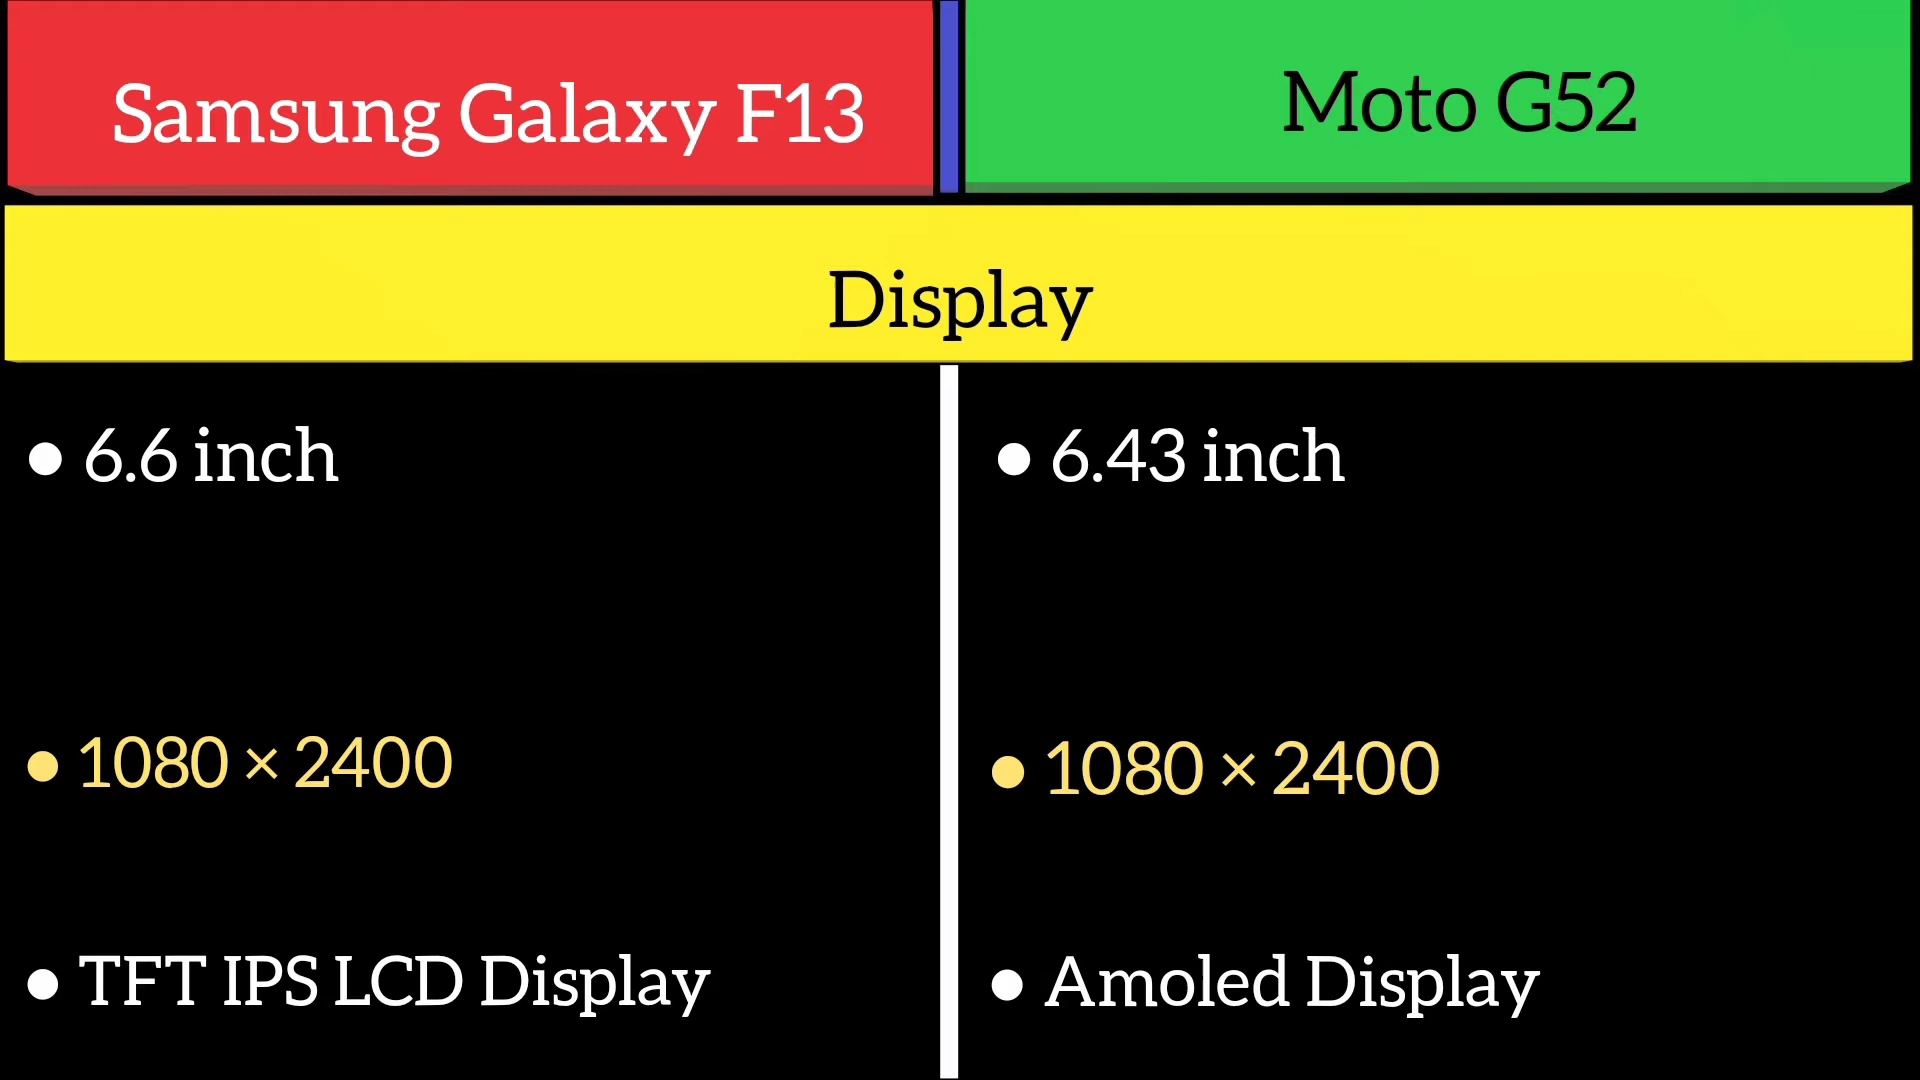 Samsung Galaxy F13
Moto G52
Display
● 6.6 inch
● 6.43 inch
● 1080 × 2400
● 1080 × 2400
● TFT IPS LCD Display
● Amoled Display